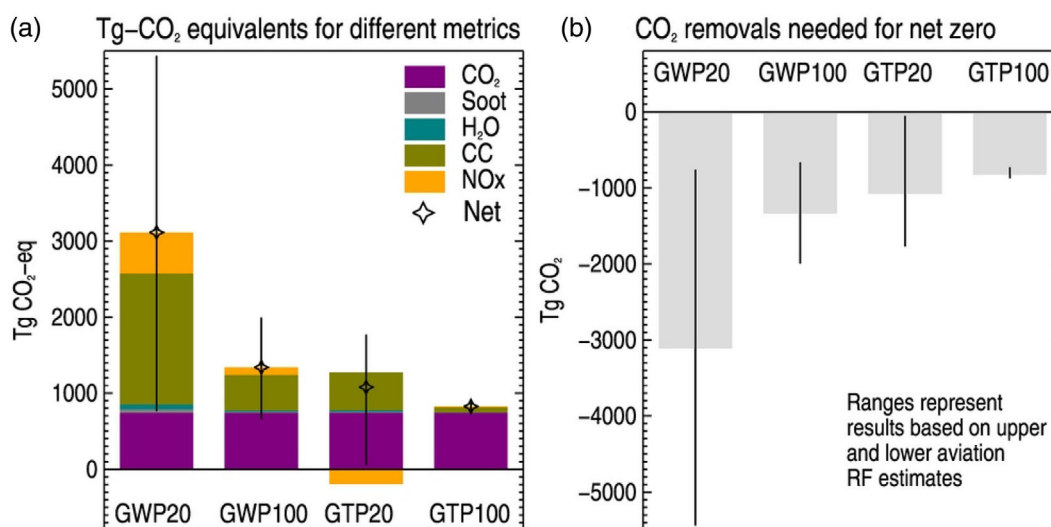 (a) Tg–CO₂ equivalents for different metrics
5000
4000
3000
2000
1000
0
Tg CO₂–eq
CO₂
Soot
H₂O
CC
NOx
Net
GWP20 GWP100 GTP20 GTP100
(b) CO₂ removals needed for net zero
GWP20 GWP100 GTP20 GTP100
0
−1000
−2000
−3000
−4000
−5000
Tg CO₂
Ranges represent
results based on upper
and lower aviation
RF estimates